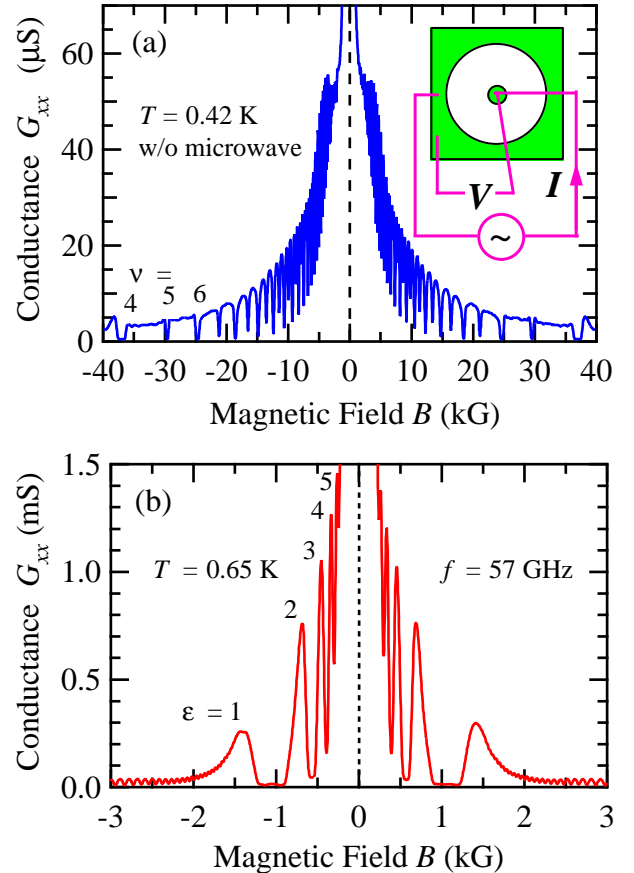 (a)
T = 0.42 K
w/o microwave
V
I
~
ν =
4 5 6
Conductance Gxx (μS)
60
40
20
0
-40 -30 -20 -10 0 10 20 30 40
Magnetic Field B (kG)
(b)
5
4
3
2
ε = 1
T = 0.65 K
f = 57 GHz
Conductance Gxx (mS)
1.5
1.0
0.5
0.0
-3 -2 -1 0 1 2 3
Magnetic Field B (kG)